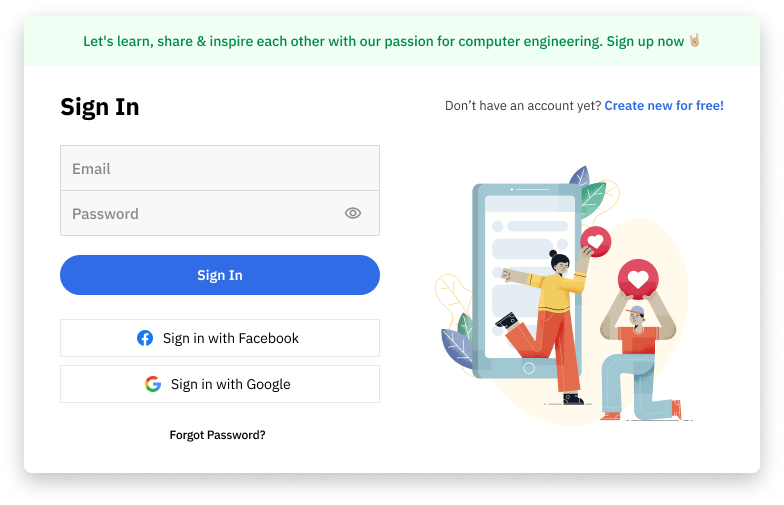 Let's learn, share & inspire each other with our passion for computer engineering. Sign up now 🤘🏼
Sign In
Don’t have an account yet? Create new for free!
Email
Password
Sign In
Sign in with Facebook
Sign in with Google
Forgot Password?